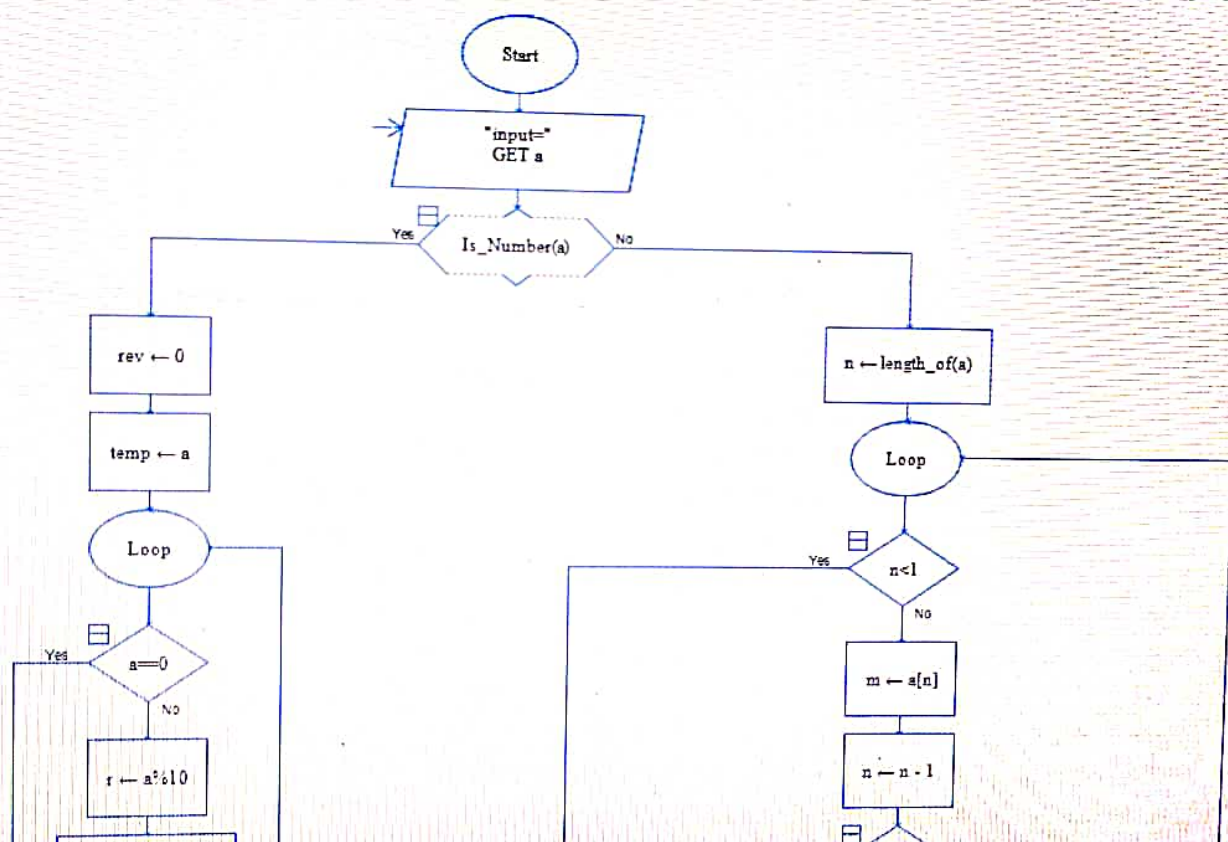 Start
"input="
GET a
Is_Number(a)
Yes
No
rev ← 0
n ← length_of(a)
temp ← a
Loop
Loop
n<1
Yes
No
a==0
Yes
No
m ← a[n]
r ← a%10
n ← n - 1